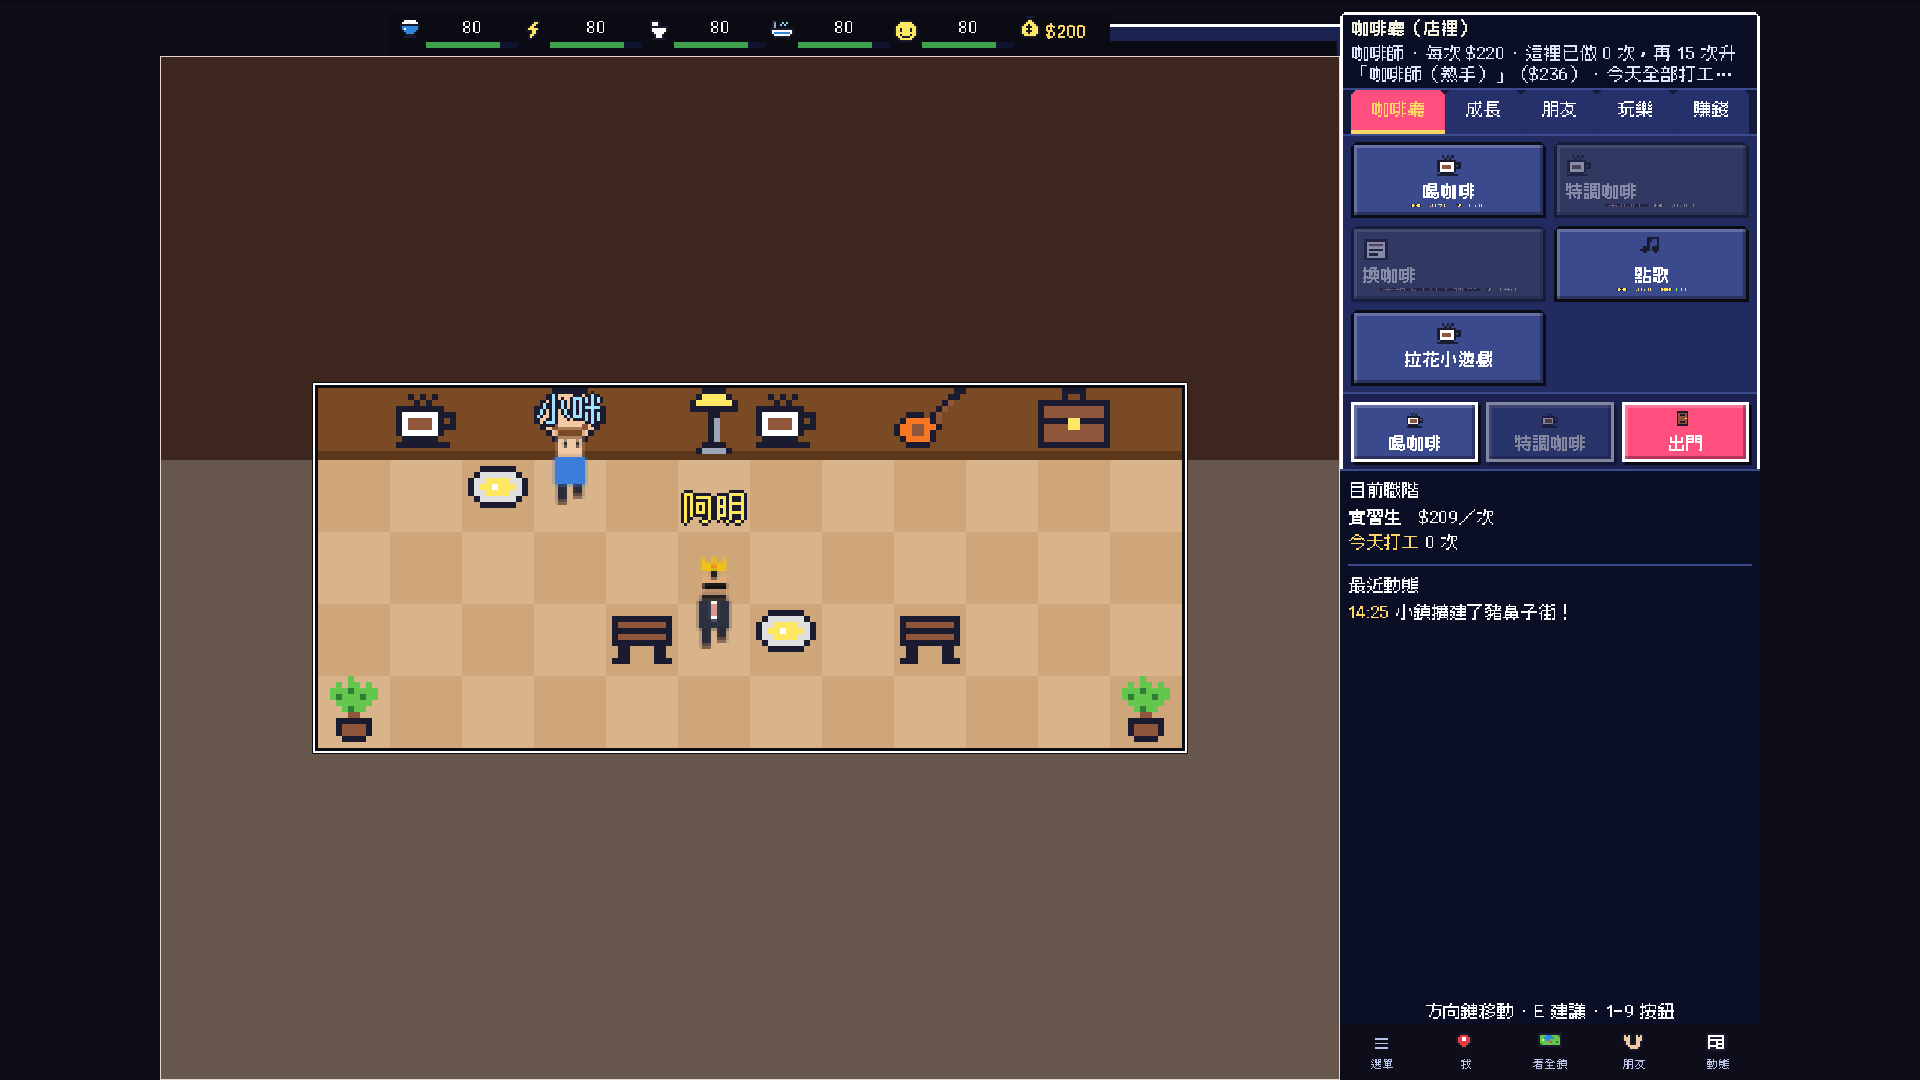 80
80
80
80
80
$200
咖啡廳（店裡）
咖啡師 · 每次 $220 · 這裡已做 0 次，再 15 次升
「咖啡師（熟手）」（$236） · 今天全部打工…
咖啡廳
成長
朋友
玩樂
賺錢
喝咖啡
特調咖啡
換咖啡
點歌
拉花小遊戲
喝咖啡
特調咖啡
出門
小咪
阿明
目前職階
實習生 $209／次
今天打工 0 次
最近動態
14:25 小鎮擴建了豬鼻子街！
方向鍵移動 · E 建議 · 1-9 按鈕
選單
我
看全鎮
朋友
動態